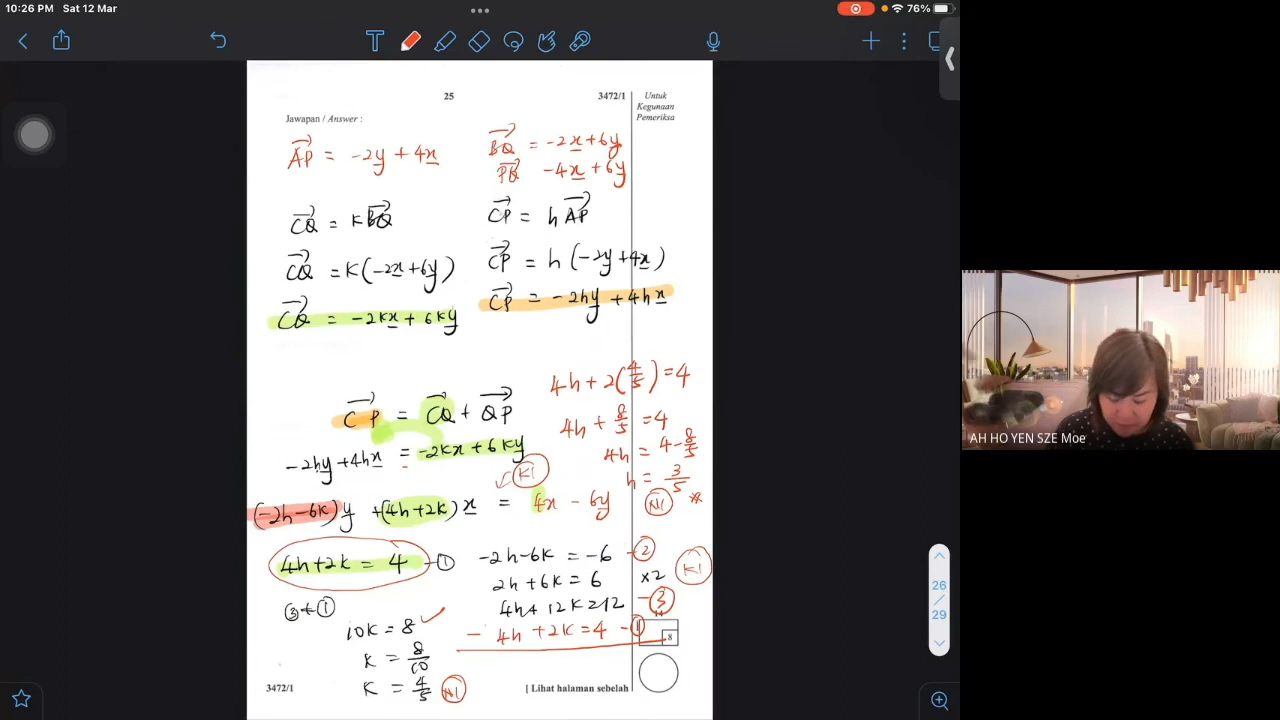 10:26 PM Sat 12 Mar
76%
25
3472/1
Untuk
Kegunaan
Pemeriksa
Jawapan / Answer :
AP = -2y + 4x
BQ = -2x + 6y
PQ -4x + 6y
CQ = kBQ
CP = hAP
CQ = k(-2x + 6y)
CP = h(-2y + 4x)
CQ = -2kx + 6ky
CP = -2hy + 4hx
4h + 2(4/5) = 4
CP = CQ + QP
4h + 8/5 = 4
-2hy + 4hx = -2kx + 6ky
4h = 4 - 8/5
K1
h = 3/5
(-2h - 6k)y + (4h + 2k)x = 4x - 6y
N1 *
4h + 2k = 4 - ①
-2h - 6k = -6 - ②
2h + 6k = 6 ×2
K1
4h + 12k = 12 - ③
10k = 8
- 4h + 2k = 4 - ①
8
k = 8/10
k = 4/5 N1
3472/1
[ Lihat halaman sebelah
26
/
29
AH HO YEN SZE Moe